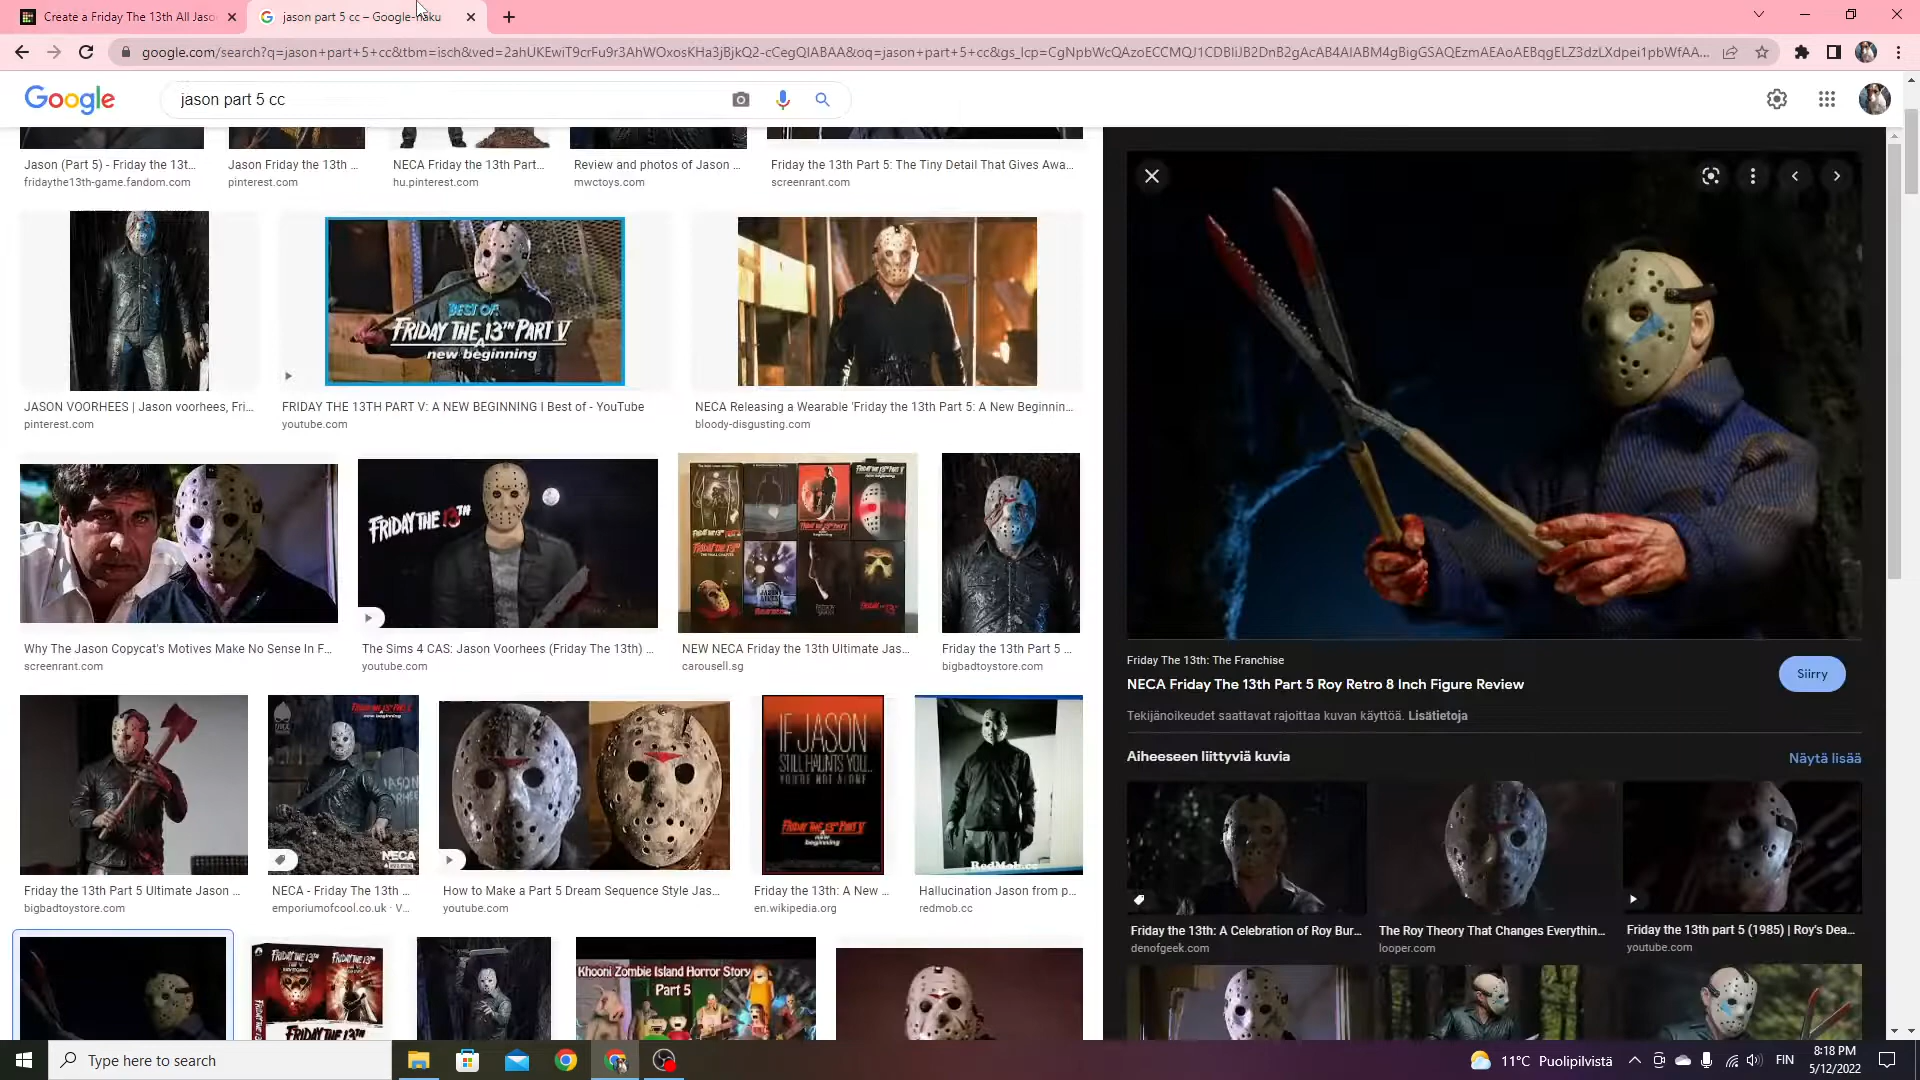 Create a Friday The 13th All Jaso
jason part 5 cc – Google-haku
google.com/search?q=jason+part+5+cc&tbm=isch&ved=2ahUKEwiT9crFu9r3AhWOxosKHa3jBjkQ2-cCegQIABAA&oq=jason+part+5+cc&gs_lcp=CgNpbWcQAzoECCMQJ1CDBliJB2DnB2gAcAB4AIABM4gBigGSAQEzmAEAoAEBqgELZ3dzLXdpei1pbWfAA...
Google
jason part 5 cc
Jason (Part 5) - Friday the 13t...
fridaythe13th-game.fandom.com
Jason Friday the 13th ...
pinterest.com
NECA Friday the 13th Part...
hu.pinterest.com
Review and photos of Jason ...
mwctoys.com
Friday the 13th Part 5: The Tiny Detail That Gives Awa...
screenrant.com
BEST OF:
FRIDAY THE 13TH PART V
A
new beginning
JASON VOORHEES | Jason voorhees, Fri...
pinterest.com
FRIDAY THE 13TH PART V: A NEW BEGINNING I Best of - YouTube
youtube.com
NECA Releasing a Wearable 'Friday the 13th Part 5: A New Beginnin...
bloody-disgusting.com
FRIDAY THE 13TH
Why The Jason Copycat's Motives Make No Sense In F...
screenrant.com
The Sims 4 CAS: Jason Voorhees (Friday The 13th) ...
youtube.com
NEW NECA Friday the 13th Ultimate Jas...
carousell.sg
Friday the 13th Part 5 ...
bigbadtoystore.com
JASON
NECA
IF JASON
STILL HAUNTS YOU,
YOU'RE NOT ALONE.
FRIDAY THE 13TH PART V
A
new
beginning
RedMob.cc
Friday the 13th Part 5 Ultimate Jason ...
bigbadtoystore.com
NECA - Friday The 13th ...
emporiumofcool.co.uk · V...
How to Make a Part 5 Dream Sequence Style Jas...
youtube.com
Friday the 13th: A New ...
en.wikipedia.org
Hallucination Jason from p...
redmob.cc
FRIDAY THE 13TH
Khooni Zombie Island Horror Story
Part 5
Friday The 13th: The Franchise
NECA Friday The 13th Part 5 Roy Retro 8 Inch Figure Review
Siirry
Tekijänoikeudet saattavat rajoittaa kuvan käyttöä. Lisätietoja
Aiheeseen liittyviä kuvia
Näytä lisää
Friday the 13th: A Celebration of Roy Bur...
denofgeek.com
The Roy Theory That Changes Everythin...
looper.com
Friday the 13th part 5 (1985) | Roy's Dea...
youtube.com
Type here to search
11°C Puolipilvistä
FIN
8:18 PM
5/12/2022